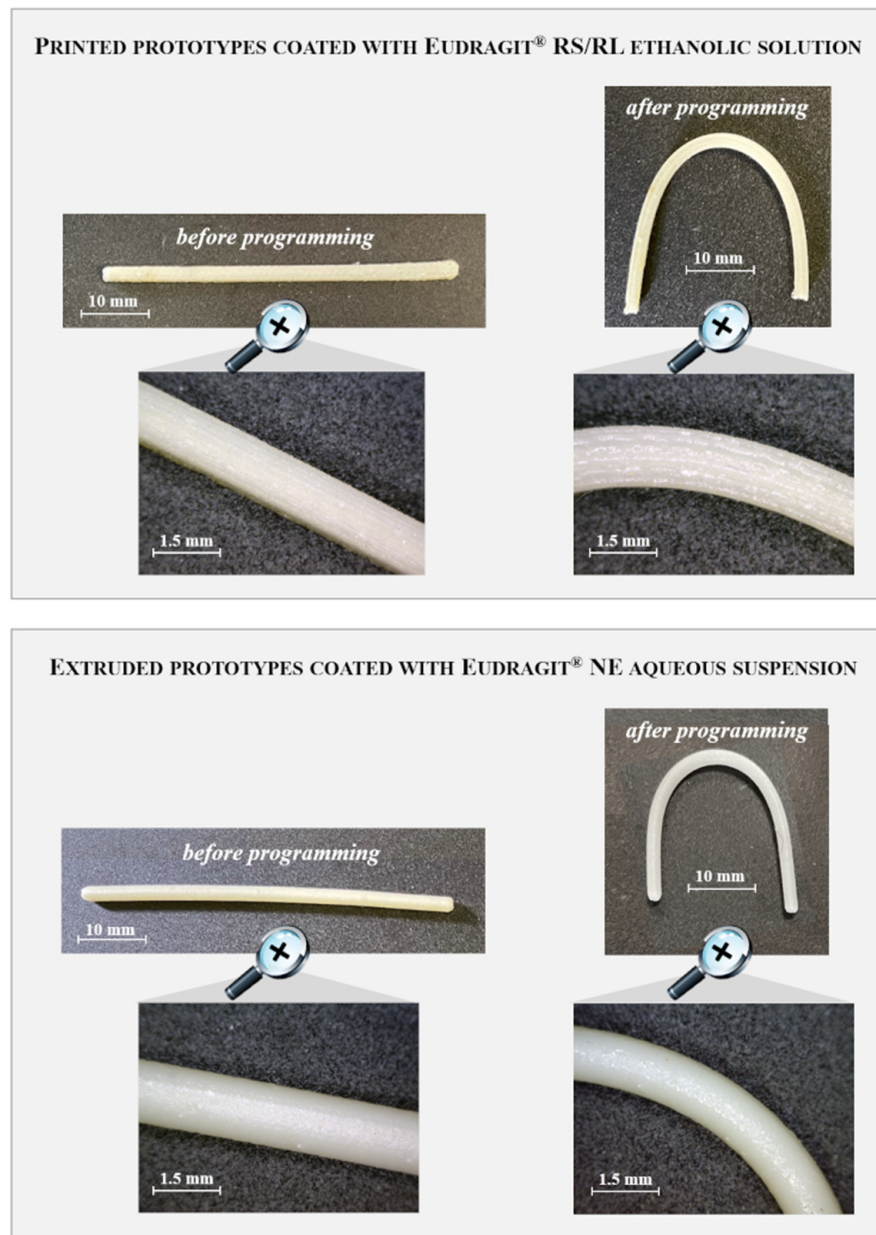 PRINTED PROTOTYPES COATED WITH EUDRAGIT® RS/RL ETHANOLIC SOLUTION
before programming
10 mm
after programming
10 mm
1.5 mm
1.5 mm
EXTRUDED PROTOTYPES COATED WITH EUDRAGIT® NE AQUEOUS SUSPENSION
before programming
10 mm
after programming
10 mm
1.5 mm
1.5 mm